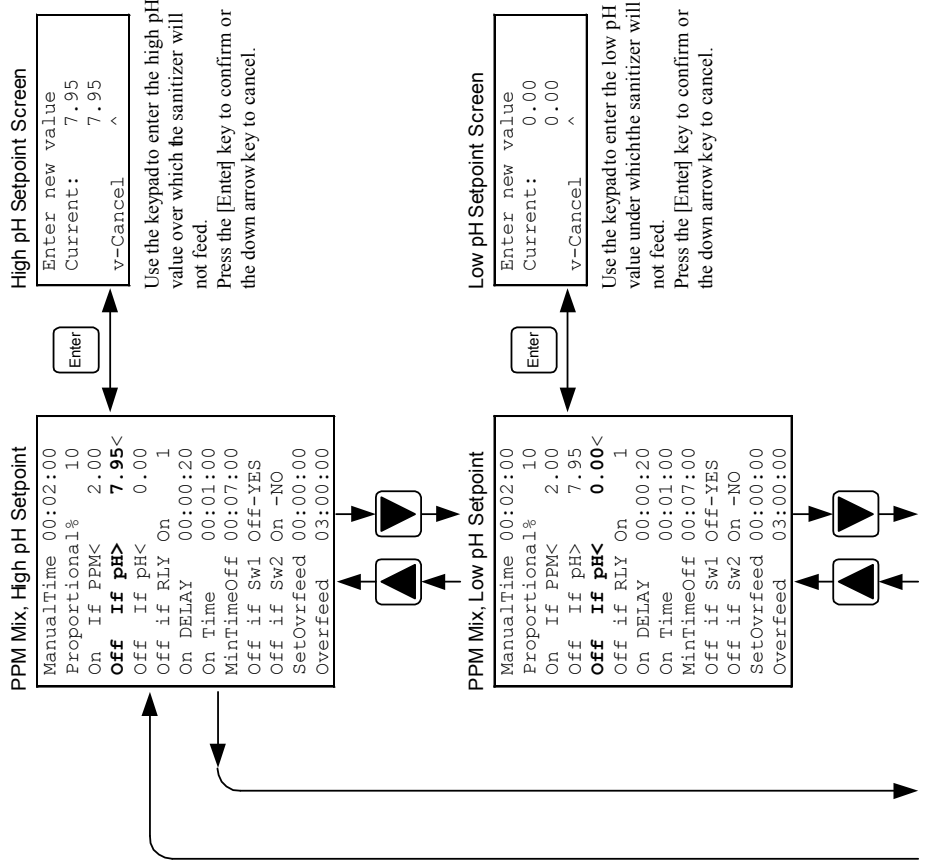 PPM Mix, High pH Setpoint
ManualTime 00:02:00
Proportional% 10
On If PPM< 2.00
Off If pH> 7.95<
Off If pH< 0.00
Off if RLY On 1
On DELAY 00:00:20
On Time 00:01:00
MinTimeOff 00:07:00
Off if Sw1 Off-YES
Off if Sw2 On -NO
SetOvrfeed 00:00:00
Overfeed 03:00:00
Enter
High pH Setpoint Screen
Enter new value
Current: 7.95
7.95
v-Cancel ^
Use the keypad to enter the high pH
value over which the sanitizer will
not feed.
Press the [Enter] key to confirm or
the down arrow key to cancel.
PPM Mix, Low pH Setpoint
ManualTime 00:02:00
Proportional% 10
On If PPM< 2.00
Off If pH> 7.95
Off If pH< 0.00<
Off if RLY On 1
On DELAY 00:00:20
On Time 00:01:00
MinTimeOff 00:07:00
Off if Sw1 Off-YES
Off if Sw2 On -NO
SetOvrfeed 00:00:00
Overfeed 03:00:00
Enter
Low pH Setpoint Screen
Enter new value
Current: 0.00
0.00
v-Cancel ^
Use the keypad to enter the low pH
value under which the sanitizer will
not feed.
Press the [Enter] key to confirm or
the down arrow key to cancel.